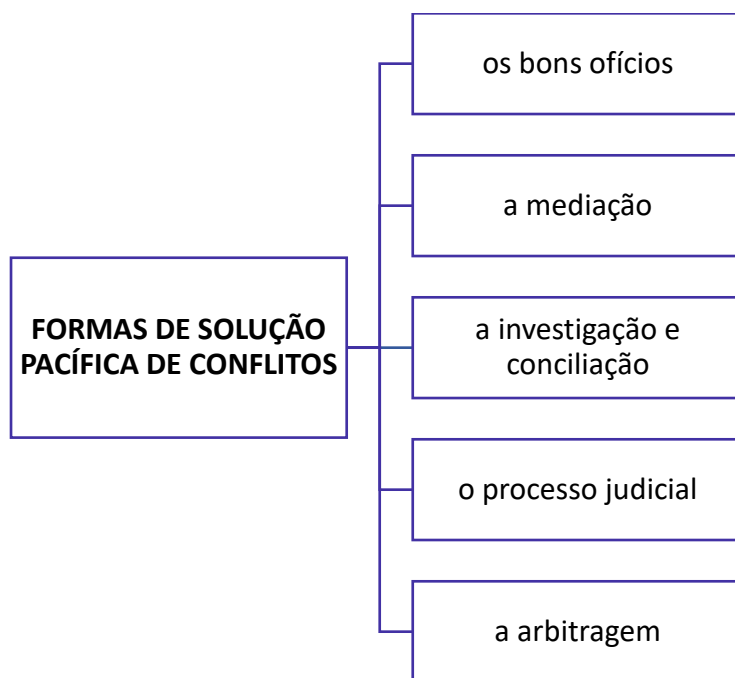 os bons ofícios
a mediação
FORMAS DE SOLUÇÃO
PACÍFICA DE CONFLITOS
a investigação e
conciliação
o processo judicial
a arbitragem